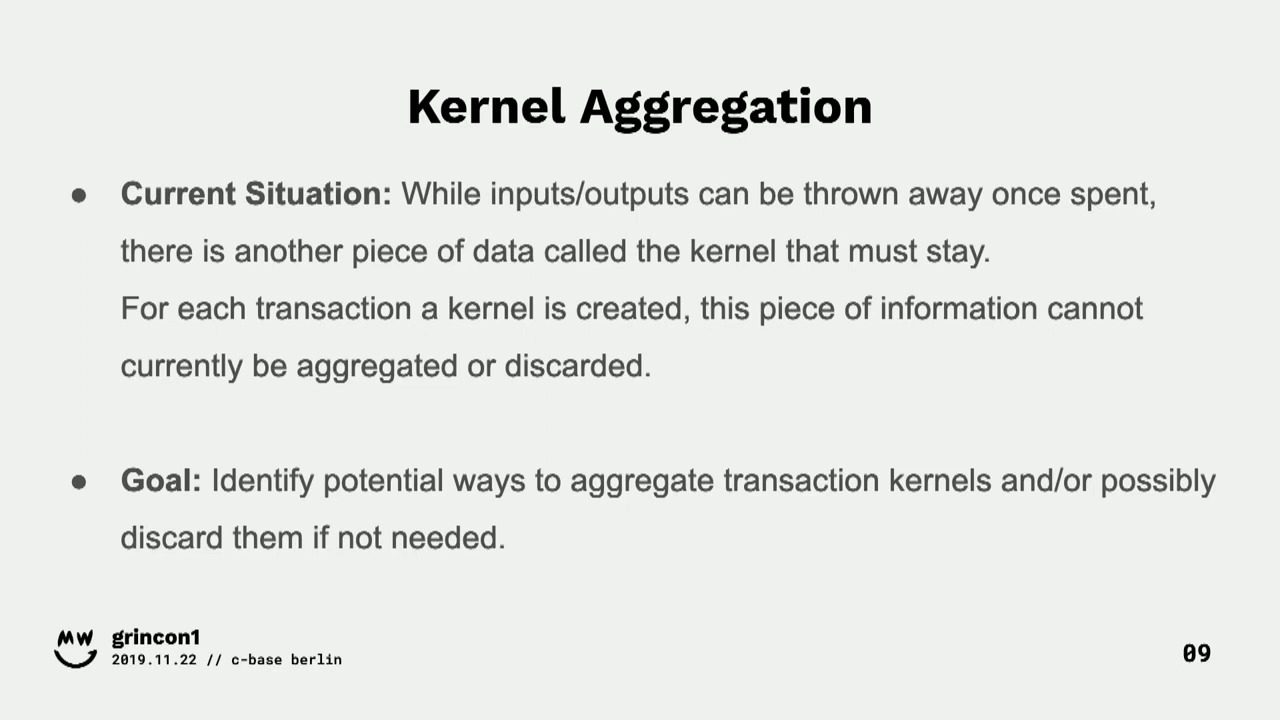 Kernel Aggregation
● Current Situation: While inputs/outputs can be thrown away once spent,
there is another piece of data called the kernel that must stay.
For each transaction a kernel is created, this piece of information cannot
currently be aggregated or discarded.
● Goal: Identify potential ways to aggregate transaction kernels and/or possibly
discard them if not needed.
MW
grincon1
2019.11.22 // c-base berlin
09